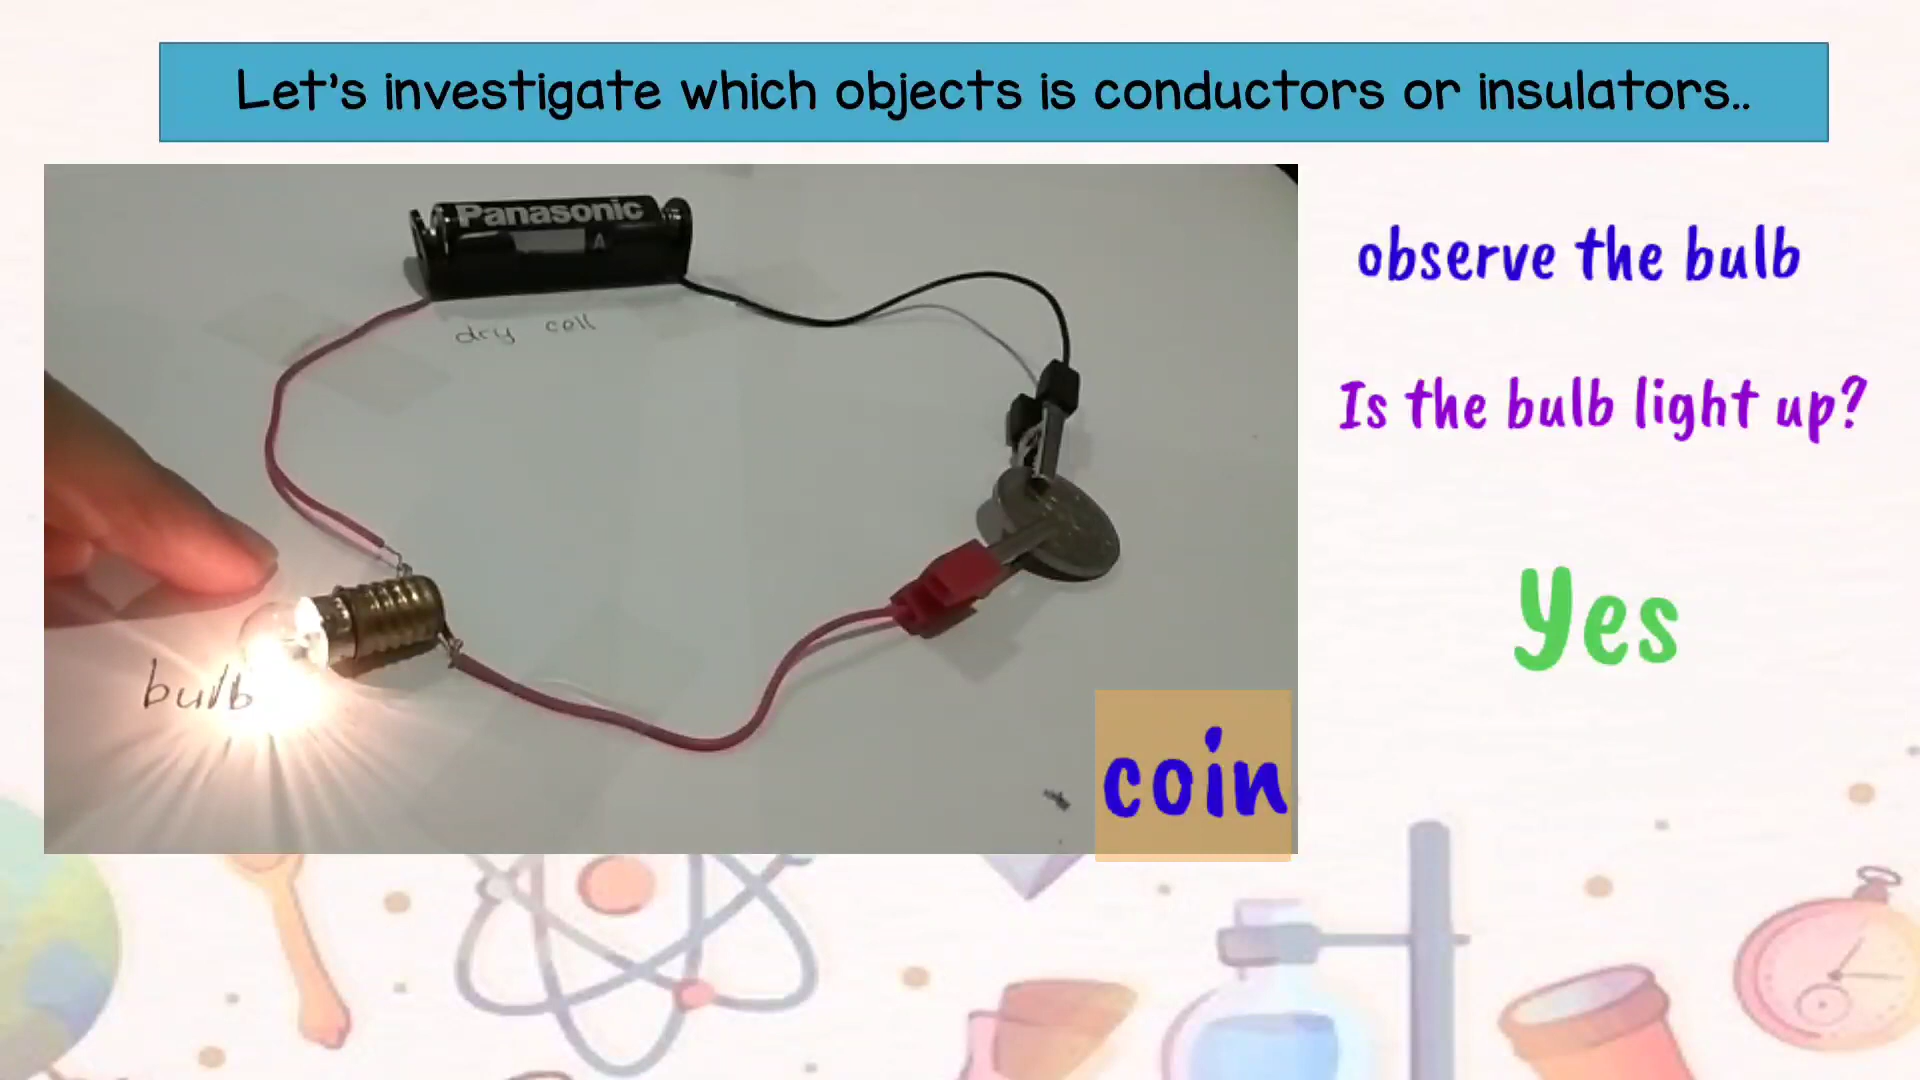 Let's investigate which objects is conductors or insulators..
Panasonic
A
dry cell
bulb
coin
observe the bulb
Is the bulb light up?
Yes